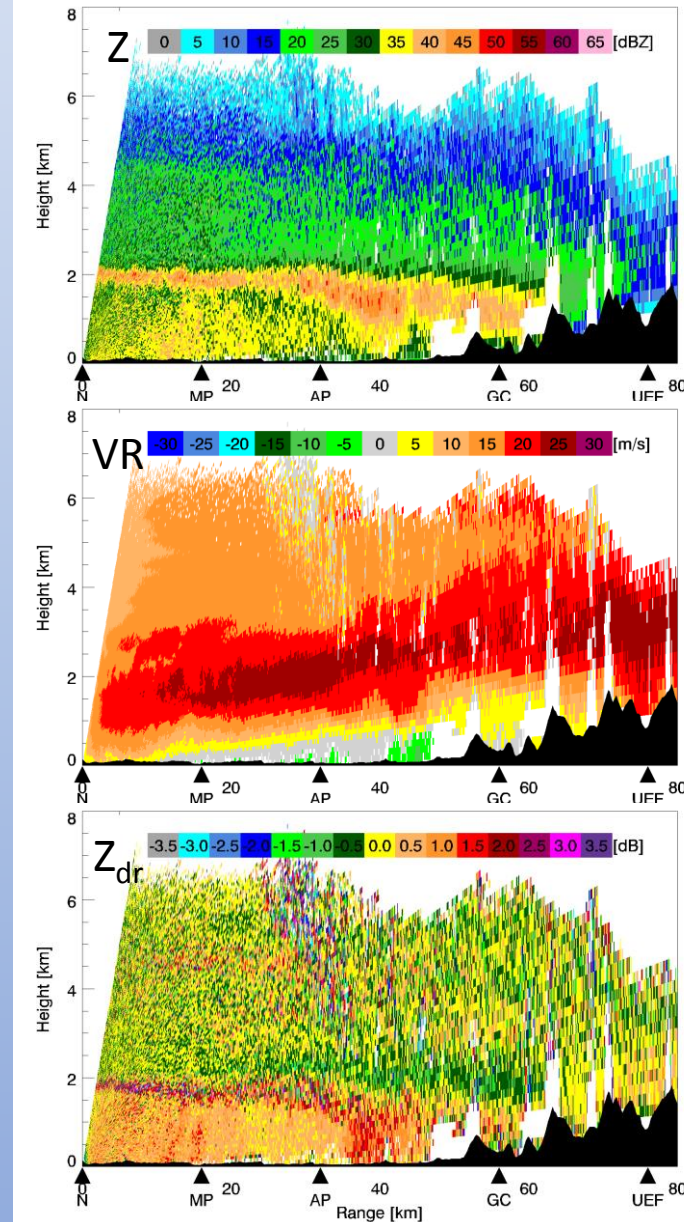 8
Z 0 5 10 15 20 25 30 35 40 45 50 55 60 65 [dBZ]
6
Height [km]
4
2
0
0 20 40 60 80
N MP AP GC UEF
8
VR -30 -25 -20 -15 -10 -5 0 5 10 15 20 25 30 [m/s]
6
Height [km]
4
2
0
0 20 40 60 80
N MP AP GC UEF
8
Zdr -3.5 -3.0 -2.5 -2.0 -1.5 -1.0 -0.5 0.0 0.5 1.0 1.5 2.0 2.5 3.0 3.5 [dB]
6
Height [km]
4
2
0
0 20 40 60 80
N MP AP GC UEF
Range [km]